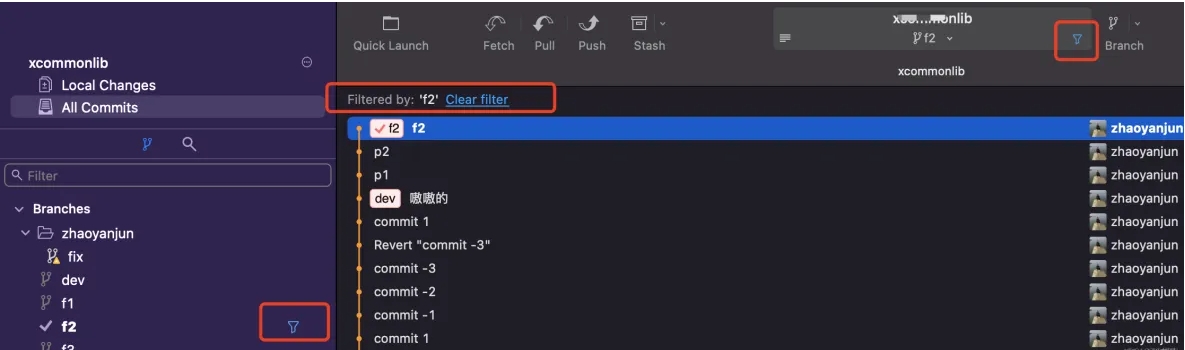 xcommonlib
Local Changes
All Commits
Filter
Branches
zhaoyanjun
fix
dev
f1
f2
Quick Launch
Fetch
Pull
Push
Stash
f2
xcommonlib
Branch
Filtered by: 'f2' Clear filter
f2 f2 zhaoyanjun
p2 zhaoyanjun
p1 zhaoyanjun
dev 嗷嗷的 zhaoyanjun
commit 1 zhaoyanjun
Revert "commit -3" zhaoyanjun
commit -3 zhaoyanjun
commit -2 zhaoyanjun
commit -1 zhaoyanjun
commit 1 zhaoyanjun